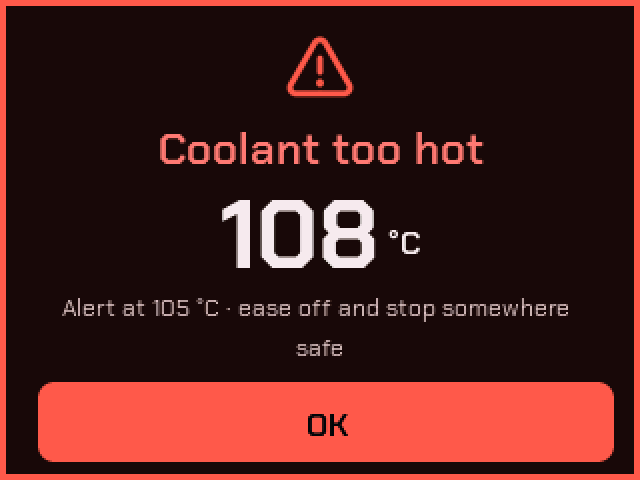 Coolant too hot
108 °C
Alert at 105 °C · ease off and stop somewhere
safe
OK